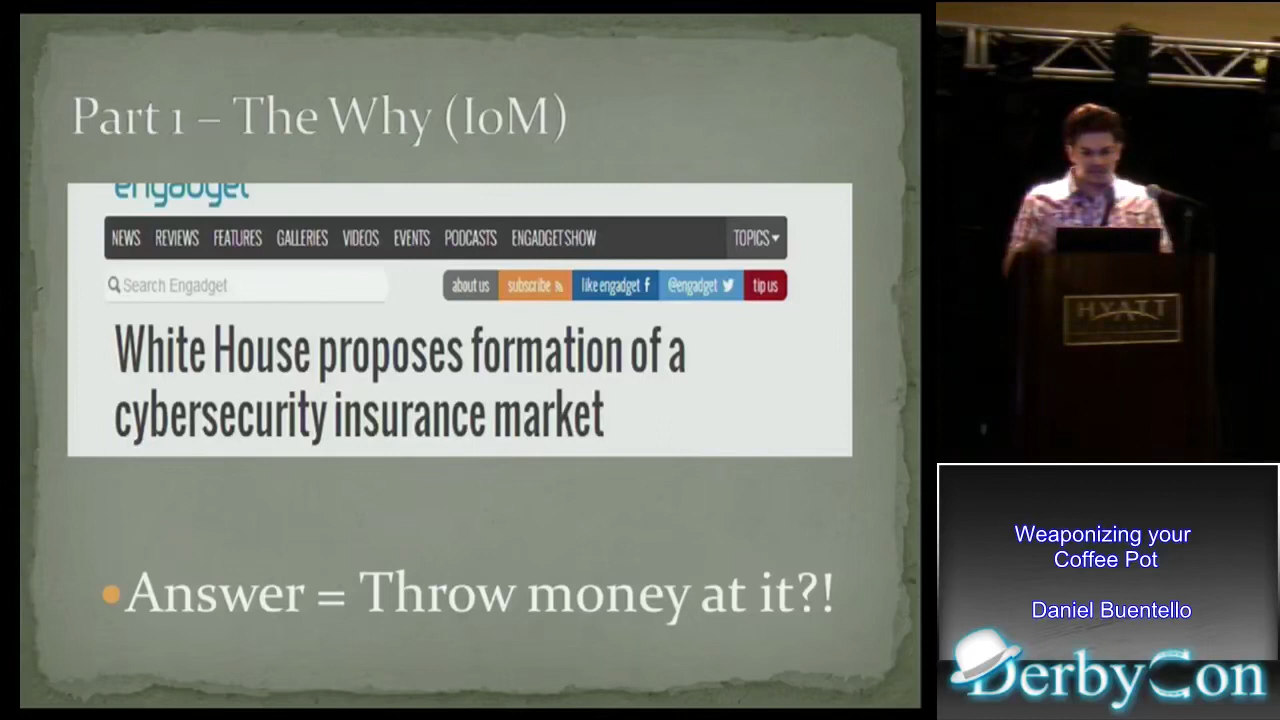 Part 1 – The Why (IoM)
engadget
NEWS REVIEWS FEATURES GALLERIES VIDEOS EVENTS PODCASTS ENGADGET SHOW TOPICS
Search Engadget
about us subscribe like engadget f @engadget tip us
White House proposes formation of a
cybersecurity insurance market
•Answer = Throw money at it?!
HYATT
Weaponizing your
Coffee Pot
Daniel Buentello
DerbyCon